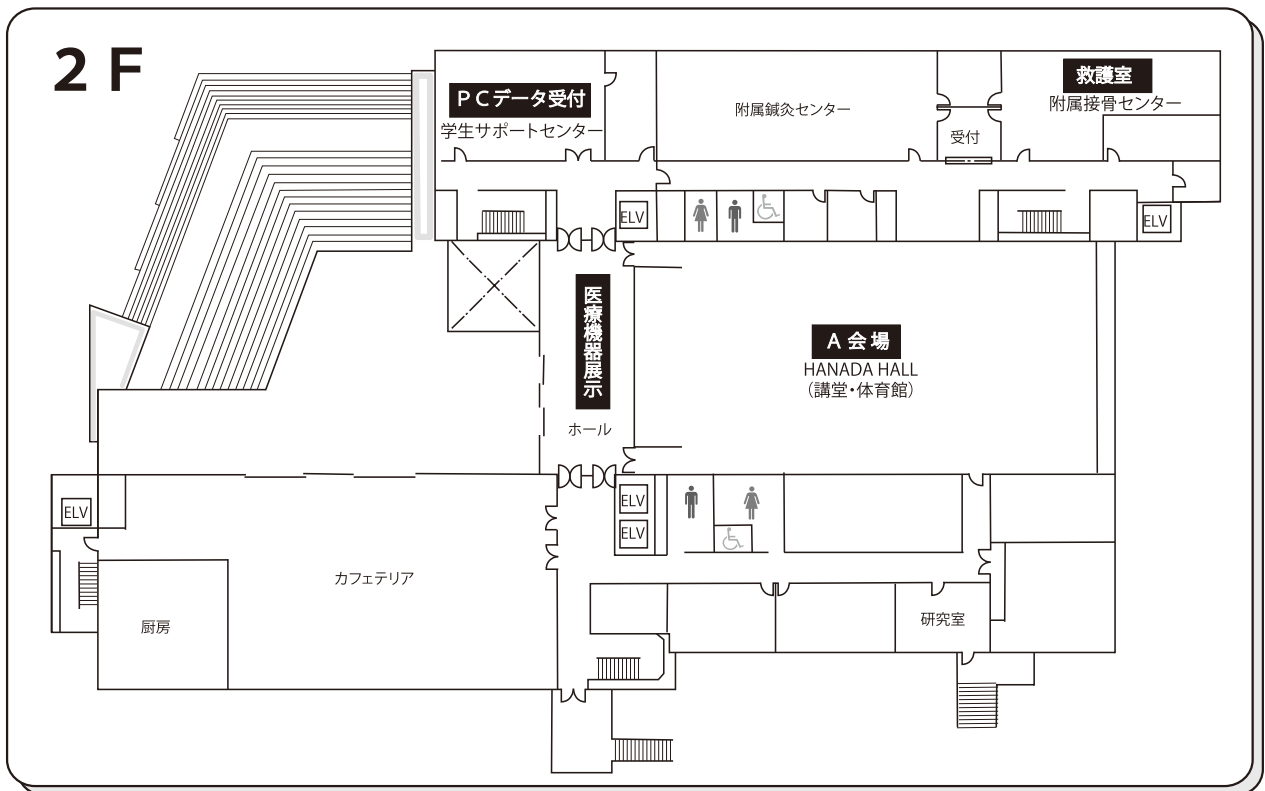 2F
PCデータ受付
学生サポートセンター
附属鍼灸センター
受付
救護室
附属接骨センター
ELV
ELV
医療機器展示
ホール
A会場
HANADA HALL
(講堂・体育館)
ELV
ELV
ELV
カフェテリア
厨房
研究室